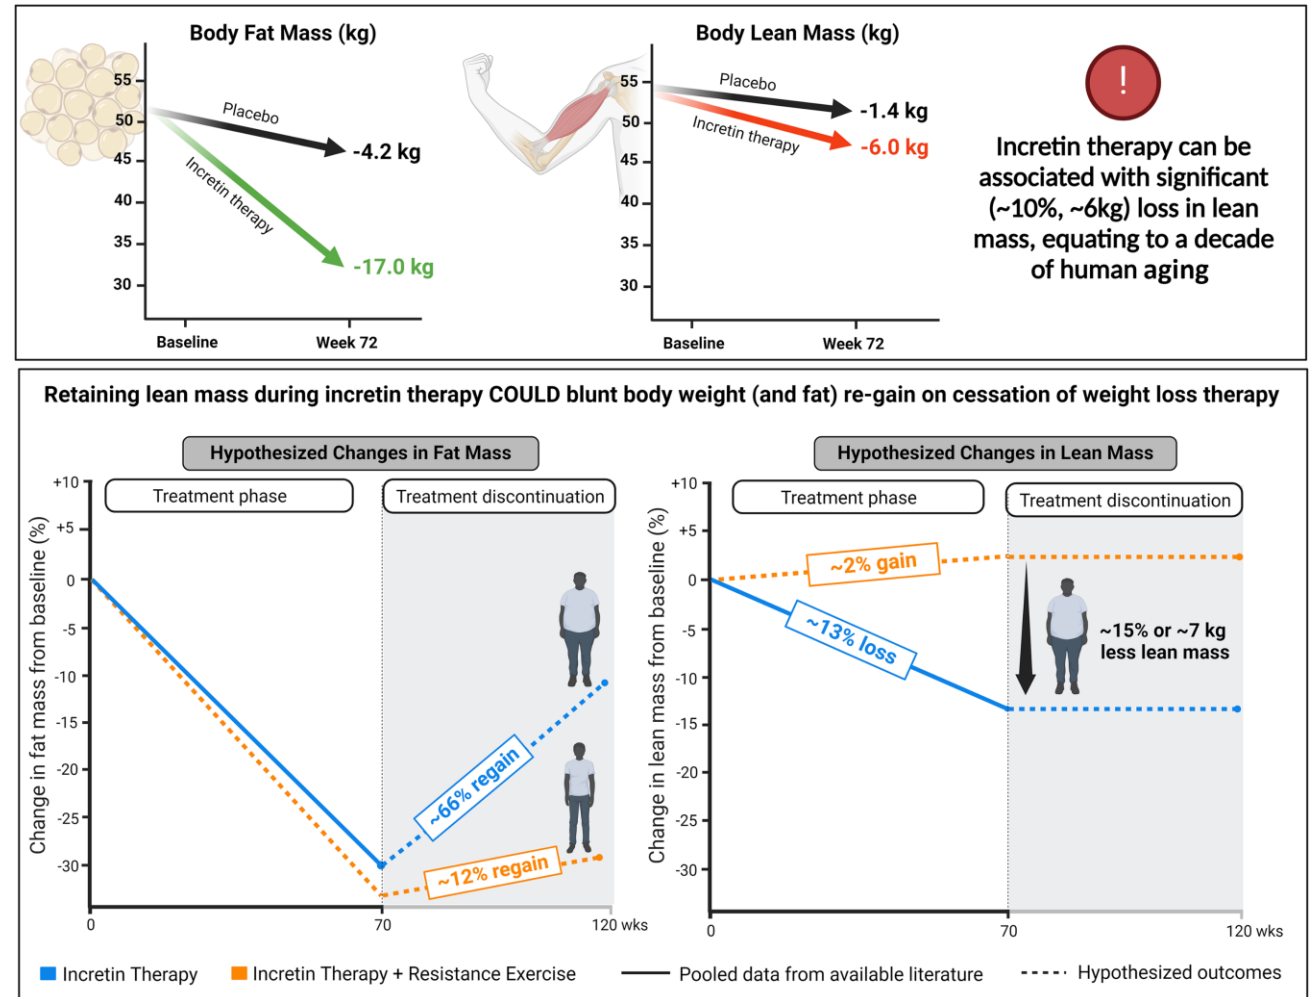 Body Fat Mass (kg)
55
50
45
40
35
30
Placebo
-4.2 kg
Incretin therapy
-17.0 kg
Baseline
Week 72
Body Lean Mass (kg)
55
50
45
40
35
30
Placebo
-1.4 kg
Incretin therapy
-6.0 kg
Baseline
Week 72
!
Incretin therapy can be
associated with significant
(~10%, ~6kg) loss in lean
mass, equating to a decade
of human aging
Retaining lean mass during incretin therapy COULD blunt body weight (and fat) re-gain on cessation of weight loss therapy
Hypothesized Changes in Fat Mass
Change in fat mass from baseline (%)
+10
+5
0
-5
-10
-15
-20
-25
-30
Treatment phase
Treatment discontinuation
~66% regain
~12% regain
0
70
120 wks
Hypothesized Changes in Lean Mass
Change in lean mass from baseline (%)
+10
+5
0
-5
-10
-15
-20
-25
-30
Treatment phase
Treatment discontinuation
~2% gain
~13% loss
~15% or ~7 kg
less lean mass
0
70
120 wks
Incretin Therapy
Incretin Therapy + Resistance Exercise
Pooled data from available literature
Hypothesized outcomes